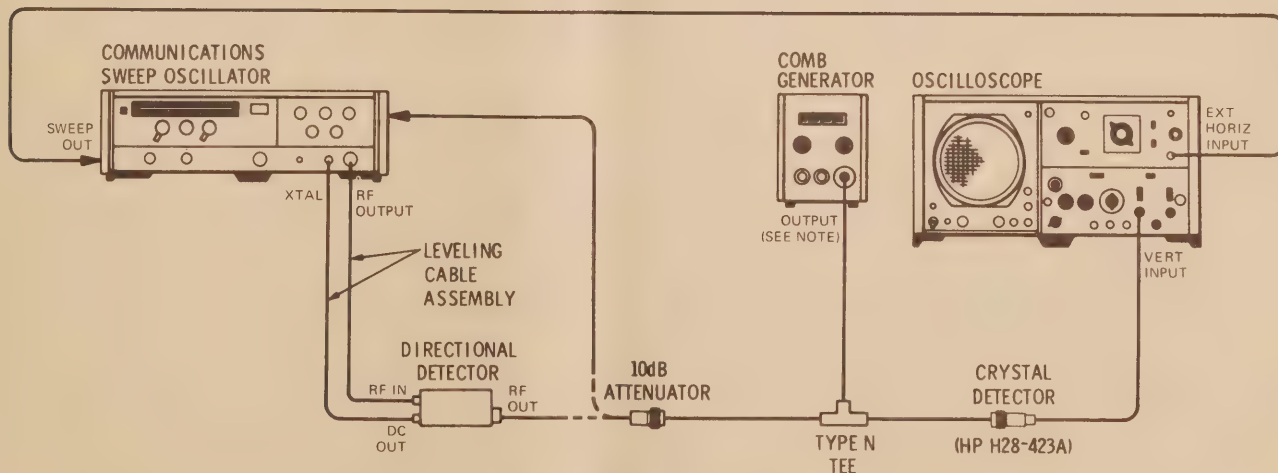 COMMUNICATIONS
SWEEP OSCILLATOR
SWEEP
OUT
XTAL
RF
OUTPUT
LEVELING
CABLE
ASSEMBLY
COMB
GENERATOR
OUTPUT
(SEE NOTE)
OSCILLOSCOPE
EXT
HORIZ
INPUT
VERT
INPUT
DIRECTIONAL
DETECTOR
RF IN
DC
OUT
RF
OUT
10dB
ATTENUATOR
TYPE N
TEE
CRYSTAL
DETECTOR
(HP H28-423A)